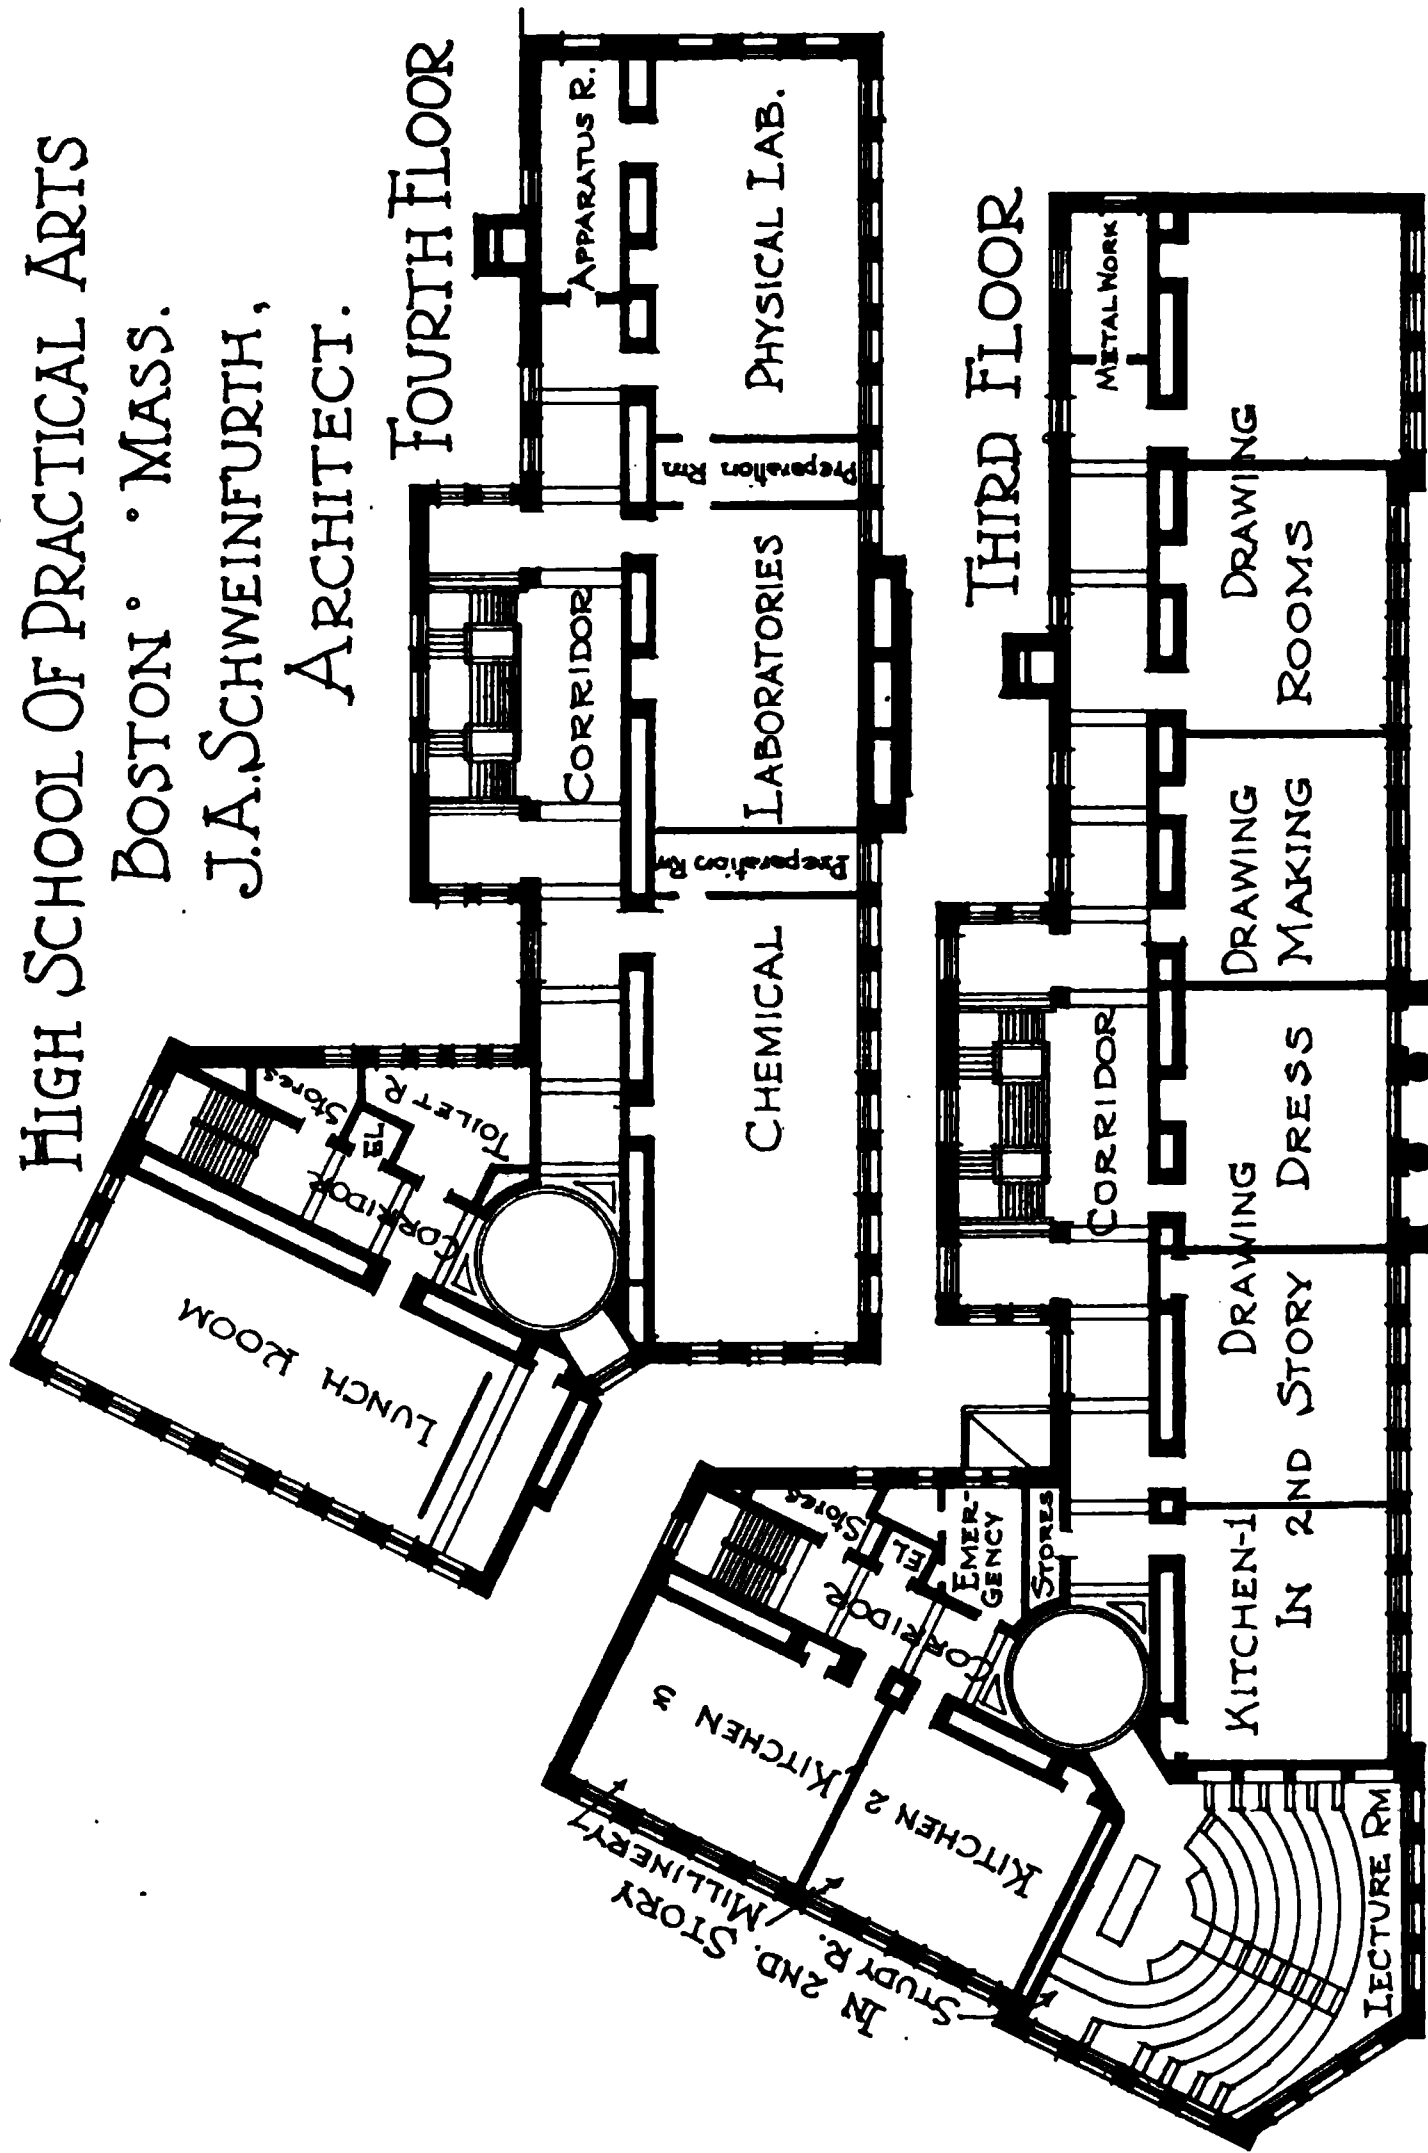 HIGH SCHOOL OF PRACTICAL ARTS
BOSTON · · MASS.
J.A. SCHWEINFURTH,
ARCHITECT.
FOURTH FLOOR
LUNCH ROOM
CORRIDOR
Stores
EL
TOILET R
CORRIDOR
APPARATUS R.
CHEMICAL
Preparation Rm
LABORATORIES
Preparation Rm
PHYSICAL LAB.
THIRD FLOOR
IN 2ND. STORY
MILLINERY
STUDY R.
KITCHEN 3
KITCHEN 2
CORRIDOR
Stores
EL
EMER-
GENCY
STORES
CORRIDOR
METAL WORK
LECTURE RM
KITCHEN-1
DRAWING
DRAWING
DRAWING
IN 2ND STORY DRESS MAKING ROOMS